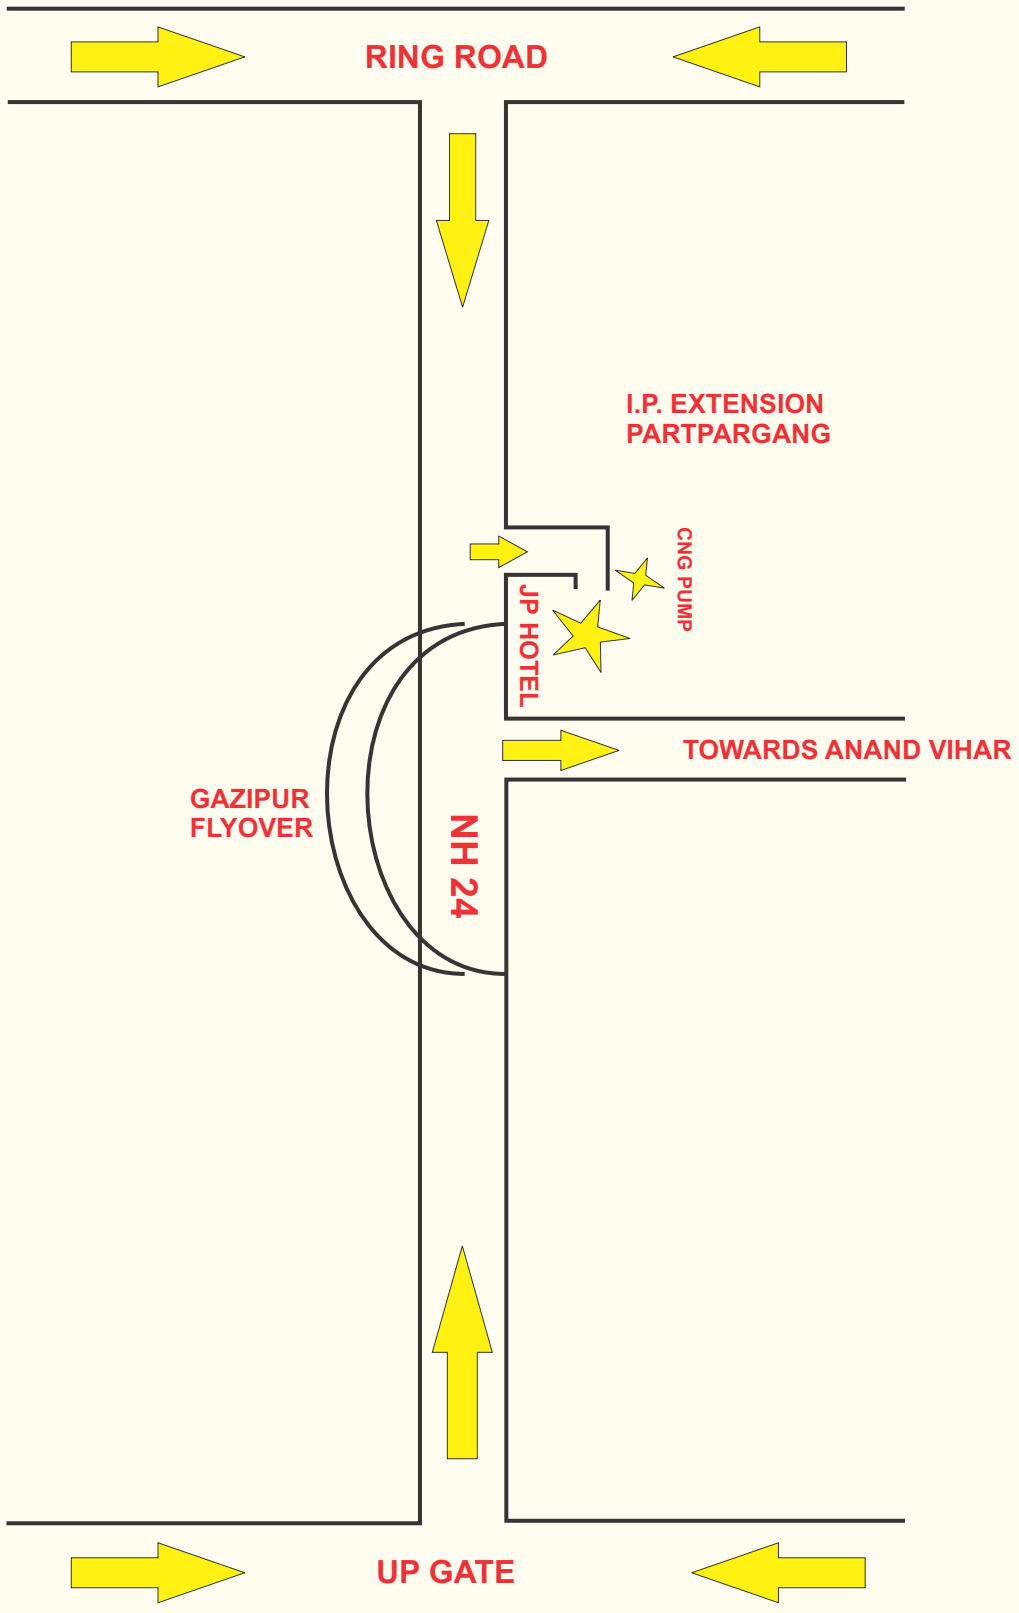 RING ROAD
I.P. EXTENSION
PARTPARGANG
CNG PUMP
JP HOTEL
TOWARDS ANAND VIHAR
GAZIPUR
FLYOVER
NH 24
UP GATE